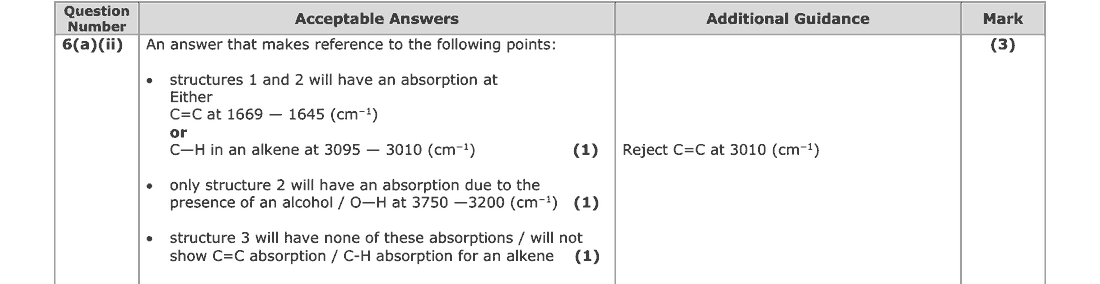 Question Number Acceptable Answers Additional Guidance Mark
6(a)(ii) An answer that makes reference to the following points: (3)
• structures 1 and 2 will have an absorption at
Either
C=C at 1669 — 1645 (cm⁻¹)
or
C—H in an alkene at 3095 — 3010 (cm⁻¹) (1) Reject C=C at 3010 (cm⁻¹)
• only structure 2 will have an absorption due to the
presence of an alcohol / O—H at 3750 —3200 (cm⁻¹) (1)
• structure 3 will have none of these absorptions / will not
show C=C absorption / C-H absorption for an alkene (1)